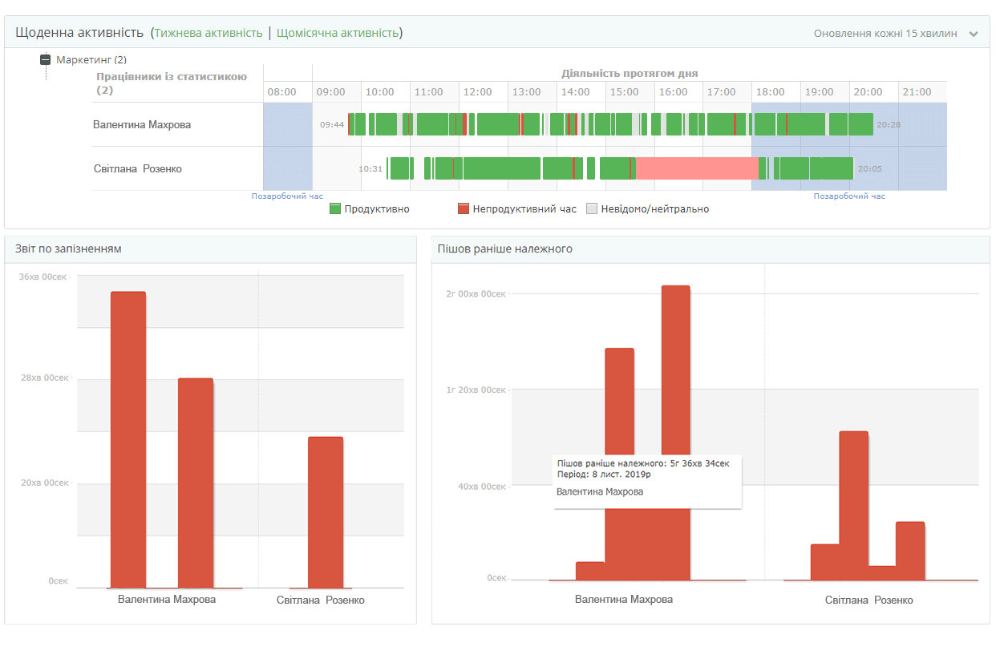 Щоденна активність (Тижнева активність | Щомісячна активність)
Оновлення кожні 15 хвилин
Маркетинг (2)
Працівники із статистикою
(2)
Діяльність протягом дня
08:00 09:00 10:00 11:00 12:00 13:00 14:00 15:00 16:00 17:00 18:00 19:00 20:00 21:00
Валентина Махрова 09:44 20:28
Світлана Розенко 10:31 20:05
Позаробочий час Позаробочий час
Продуктивно Непродуктивний час Невідомо/нейтрально
Звіт по запізненням
36хв 00сек
28хв 00сек
20хв 00сек
0сек
Валентина Махрова Світлана Розенко
Пішов раніше належного
2г 00хв 00сек
1г 20хв 00сек
40хв 00сек
0сек
Пішов раніше належного: 5г 36хв 34сек
Період: 8 лист. 2019р
Валентина Махрова
Валентина Махрова Світлана Розенко